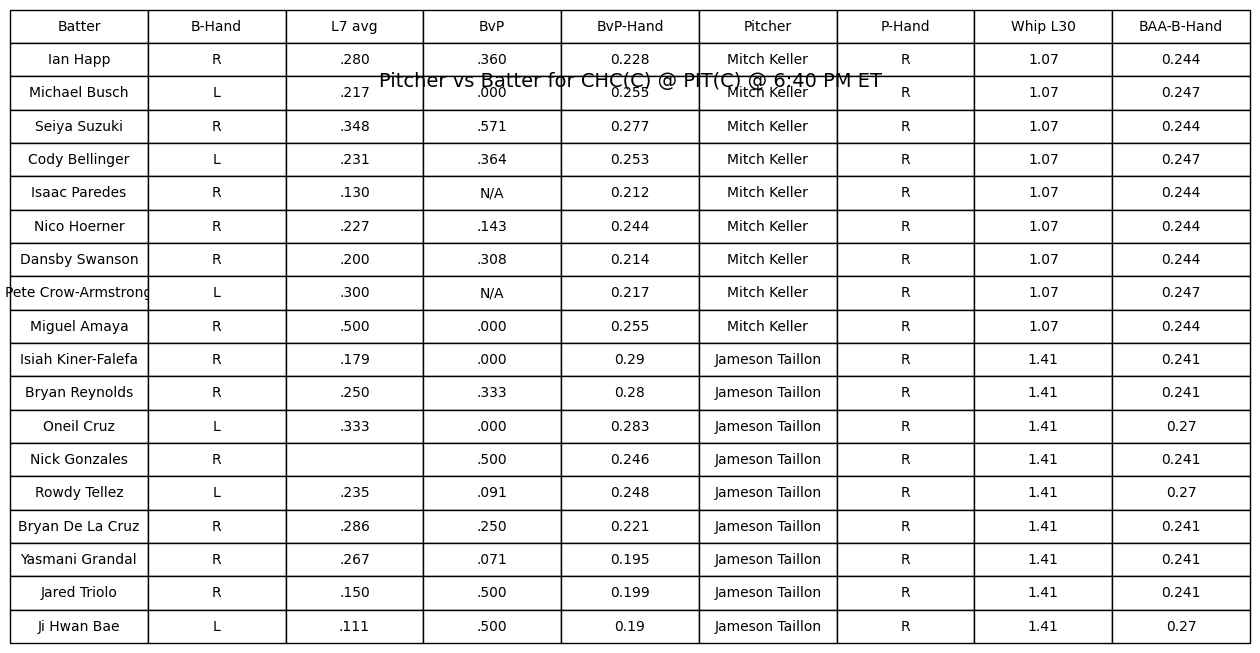 Batter B-Hand L7 avg BvP BvP-Hand Pitcher P-Hand Whip L30 BAA-B-Hand
Ian Happ R .280 .360 0.228 Mitch Keller R 1.07 0.244
Pitcher vs Batter for CHC(C) @ PIT(C) @ 6:40 PM ET
Michael Busch L .217 .000 0.255 Mitch Keller R 1.07 0.247
Seiya Suzuki R .348 .571 0.277 Mitch Keller R 1.07 0.244
Cody Bellinger L .231 .364 0.253 Mitch Keller R 1.07 0.247
Isaac Paredes R .130 N/A 0.212 Mitch Keller R 1.07 0.244
Nico Hoerner R .227 .143 0.244 Mitch Keller R 1.07 0.244
Dansby Swanson R .200 .308 0.214 Mitch Keller R 1.07 0.244
Pete Crow-Armstrong L .300 N/A 0.217 Mitch Keller R 1.07 0.247
Miguel Amaya R .500 .000 0.255 Mitch Keller R 1.07 0.244
Isiah Kiner-Falefa R .179 .000 0.29 Jameson Taillon R 1.41 0.241
Bryan Reynolds R .250 .333 0.28 Jameson Taillon R 1.41 0.241
Oneil Cruz L .333 .000 0.283 Jameson Taillon R 1.41 0.27
Nick Gonzales R .500 0.246 Jameson Taillon R 1.41 0.241
Rowdy Tellez L .235 .091 0.248 Jameson Taillon R 1.41 0.27
Bryan De La Cruz R .286 .250 0.221 Jameson Taillon R 1.41 0.241
Yasmani Grandal R .267 .071 0.195 Jameson Taillon R 1.41 0.241
Jared Triolo R .150 .500 0.199 Jameson Taillon R 1.41 0.241
Ji Hwan Bae L .111 .500 0.19 Jameson Taillon R 1.41 0.27